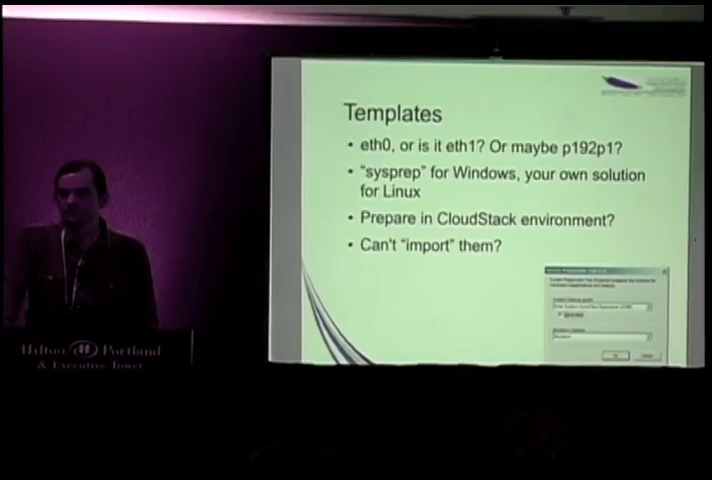 Templates
• eth0, or is it eth1? Or maybe p192p1?
• “sysprep” for Windows, your own solution
for Linux
• Prepare in CloudStack environment?
• Can't “import” them?
Hilton Portland
& Executive Tower